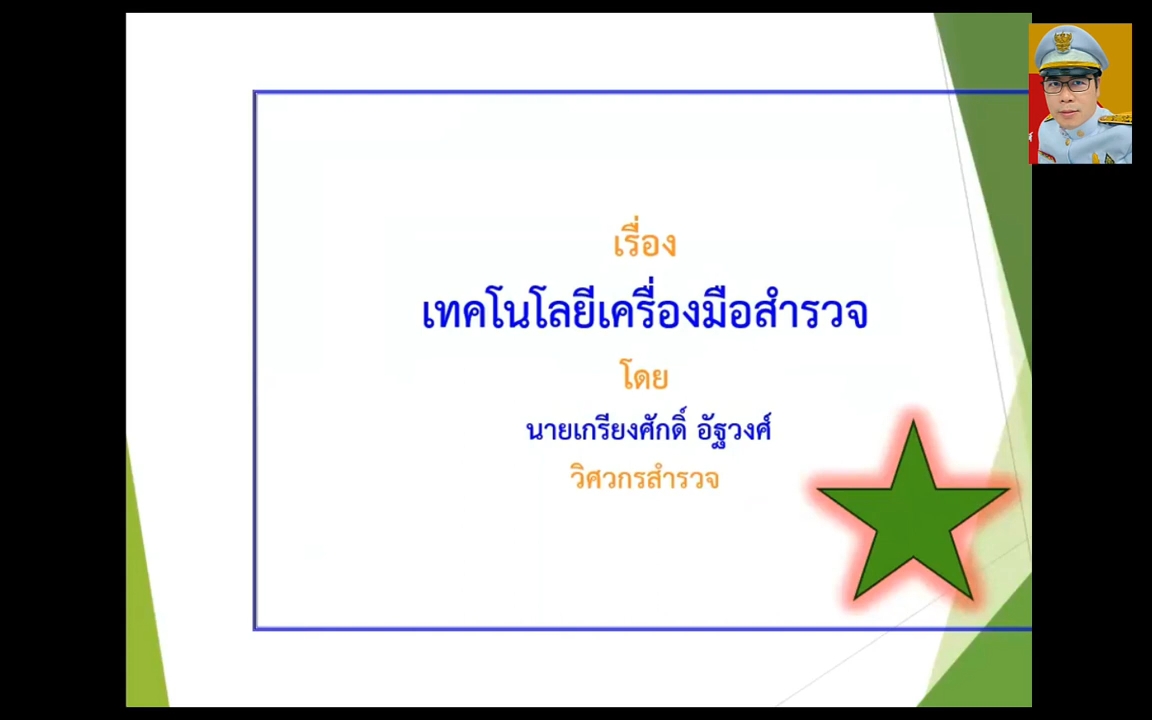 เรื่อง
เทคโนโลยีเครื่องมือสำรวจ
โดย
นายเกรียงศักดิ์ อัฐวงศ์
วิศวกรสำรวจ